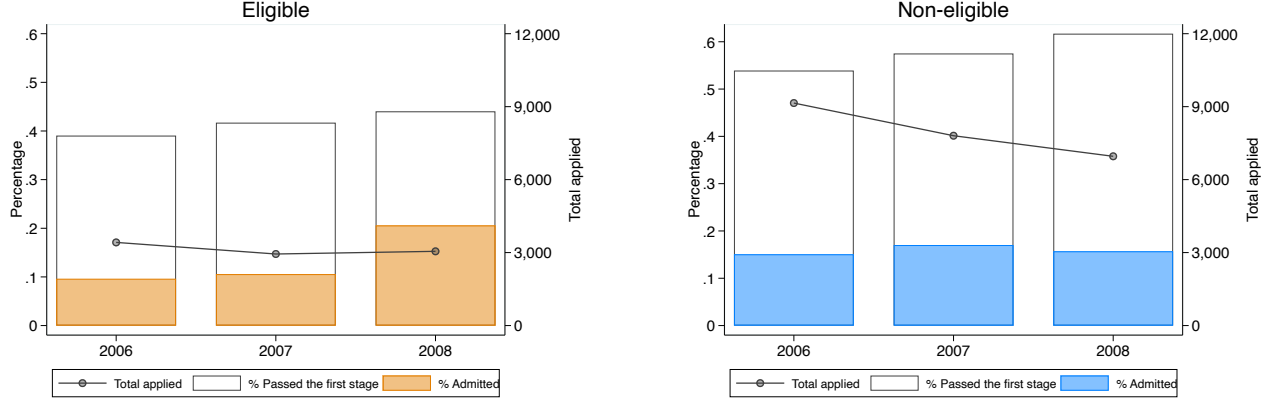 Eligible
Percentage
.6
.5
.4
.3
.2
.1
0
12,000
9,000
6,000
3,000
0
Total applied
2006 2007 2008
Total applied % Passed the first stage % Admitted
Non-eligible
Percentage
.6
.5
.4
.3
.2
.1
0
12,000
9,000
6,000
3,000
0
Total applied
2006 2007 2008
Total applied % Passed the first stage % Admitted